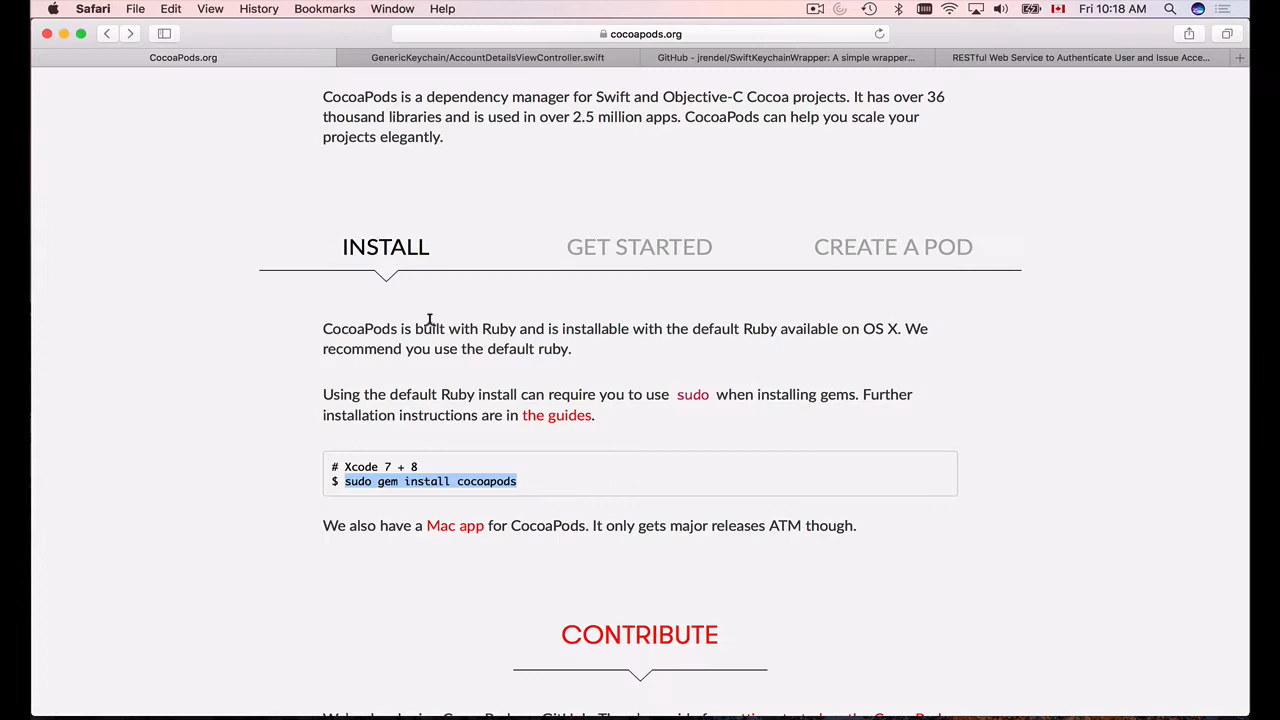 Safari File Edit View History Bookmarks Window Help Fri 10:18 AM
cocoapods.org
CocoaPods.org GenericKeychain/AccountDetailsViewController.swift GitHub - jrendel/SwiftKeychainWrapper: A simple wrapper... RESTful Web Service to Authenticate User and Issue Acce...
CocoaPods is a dependency manager for Swift and Objective-C Cocoa projects. It has over 36
thousand libraries and is used in over 2.5 million apps. CocoaPods can help you scale your
projects elegantly.
INSTALL GET STARTED CREATE A POD
CocoaPods is built with Ruby and is installable with the default Ruby available on OS X. We
recommend you use the default ruby.
Using the default Ruby install can require you to use sudo when installing gems. Further
installation instructions are in the guides.
# Xcode 7 + 8
$ sudo gem install cocoapods
We also have a Mac app for CocoaPods. It only gets major releases ATM though.
CONTRIBUTE